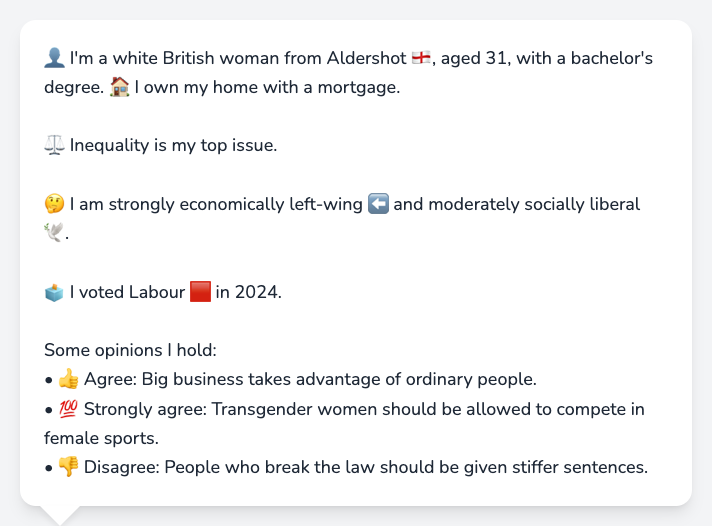 👤 I'm a white British woman from Aldershot 🏴󠁧󠁢󠁥󠁮󠁧󠁿, aged 31, with a bachelor's
degree. 🏠 I own my home with a mortgage.
⚖️ Inequality is my top issue.
🤔 I am strongly economically left-wing ⬅️ and moderately socially liberal
🕊️.
🗳️ I voted Labour 🟥 in 2024.
Some opinions I hold:
• 👍 Agree: Big business takes advantage of ordinary people.
• 💯 Strongly agree: Transgender women should be allowed to compete in
female sports.
• 👎 Disagree: People who break the law should be given stiffer sentences.